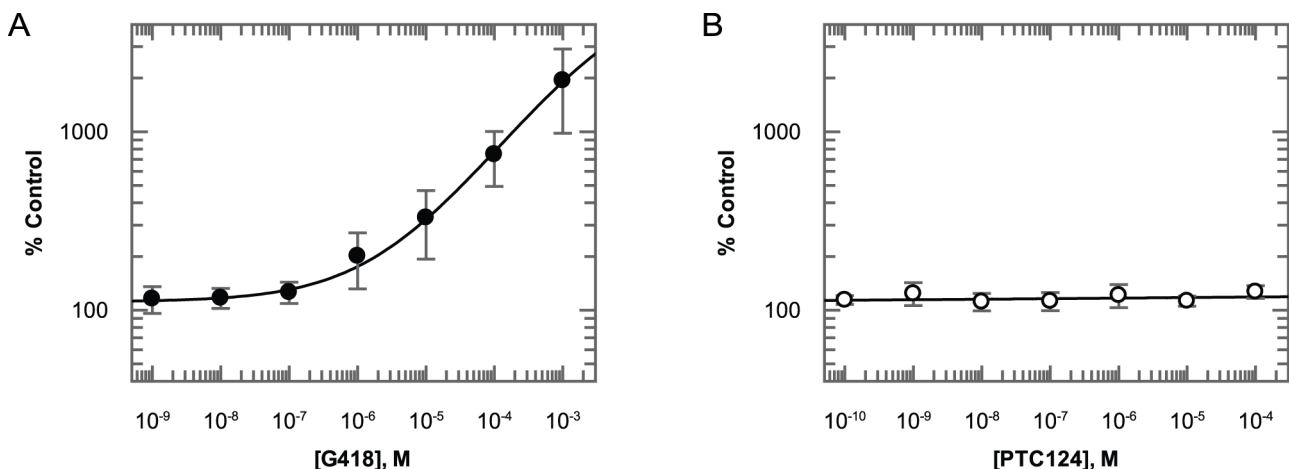 A
% Control
1000
100
10⁻⁹ 10⁻⁸ 10⁻⁷ 10⁻⁶ 10⁻⁵ 10⁻⁴ 10⁻³
[G418], M
B
% Control
1000
100
10⁻¹⁰ 10⁻⁹ 10⁻⁸ 10⁻⁷ 10⁻⁶ 10⁻⁵ 10⁻⁴
[PTC124], M